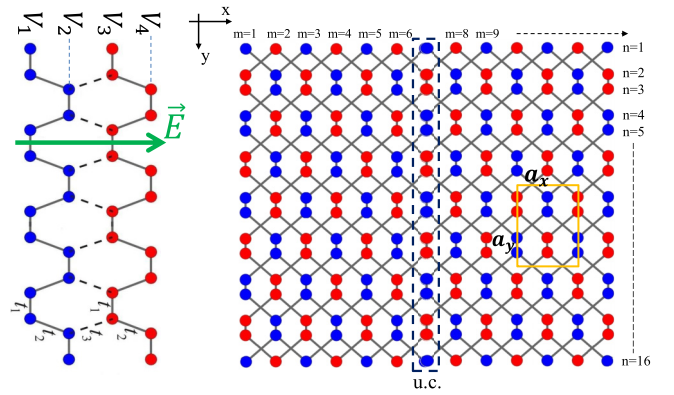 V₁ V₂ V₃ V₄
E
t₁ t₂ t₃ t₁ t₂
x
y
m=1 m=2 m=3 m=4 m=5 m=6 m=8 m=9
n=1
n=2
n=3
n=4
n=5
aₓ
a_y
n=16
u.c.